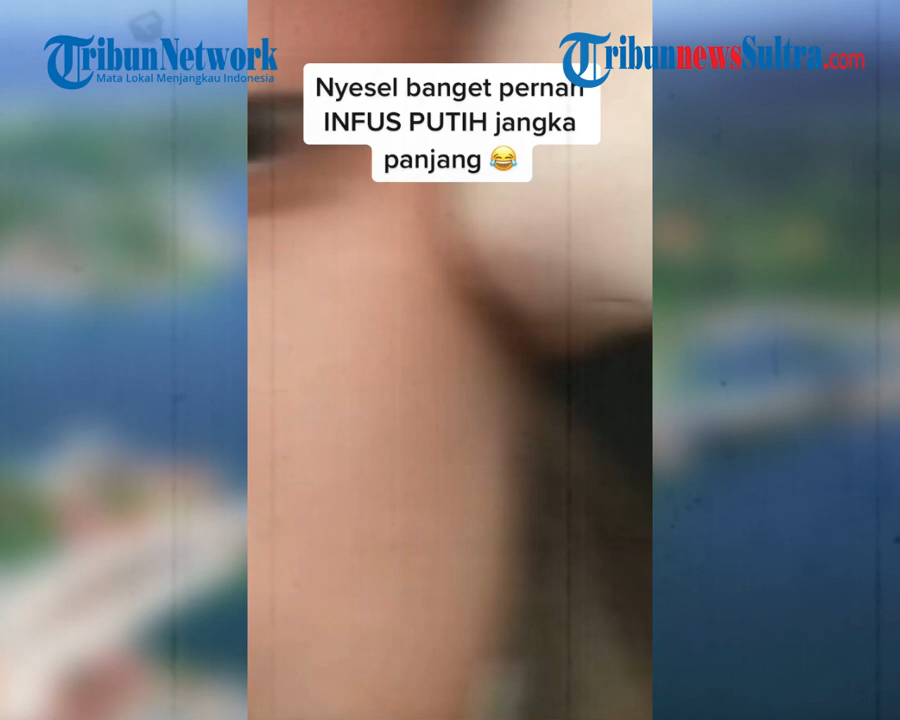 TribunNetwork
Mata Lokal Menjangkau Indonesia
TribunnewsSultra.com
Nyesel banget pernah
INFUS PUTIH jangka
panjang 😂